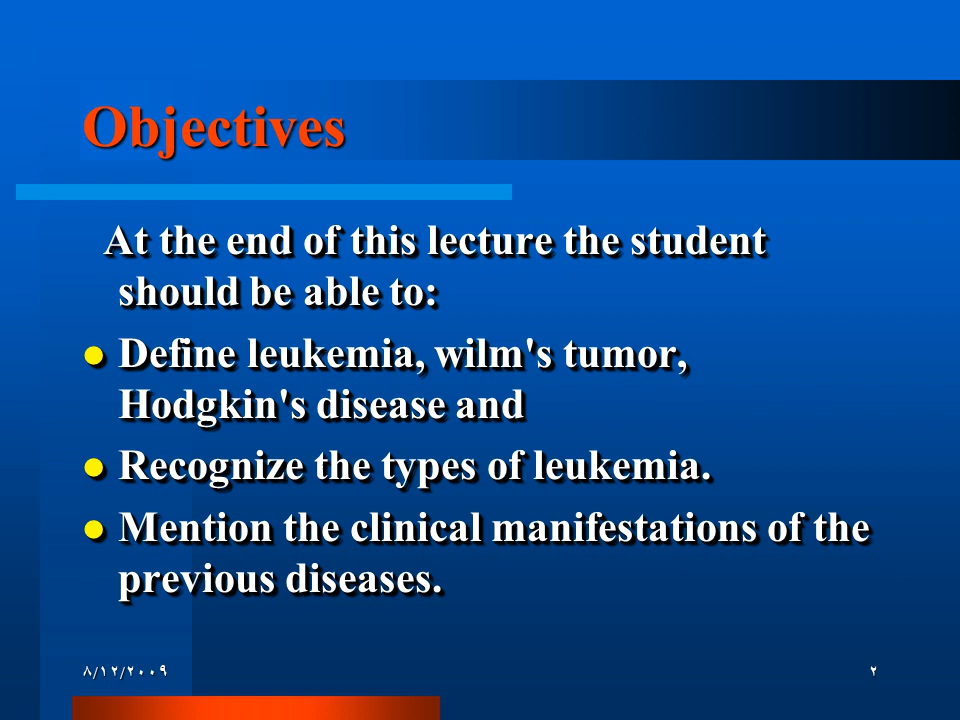 Objectives
At the end of this lecture the student
should be able to:
● Define leukemia, wilm's tumor,
Hodgkin's disease and
● Recognize the types of leukemia.
● Mention the clinical manifestations of the
previous diseases.
٨/١٢/٢٠٠٩
٢